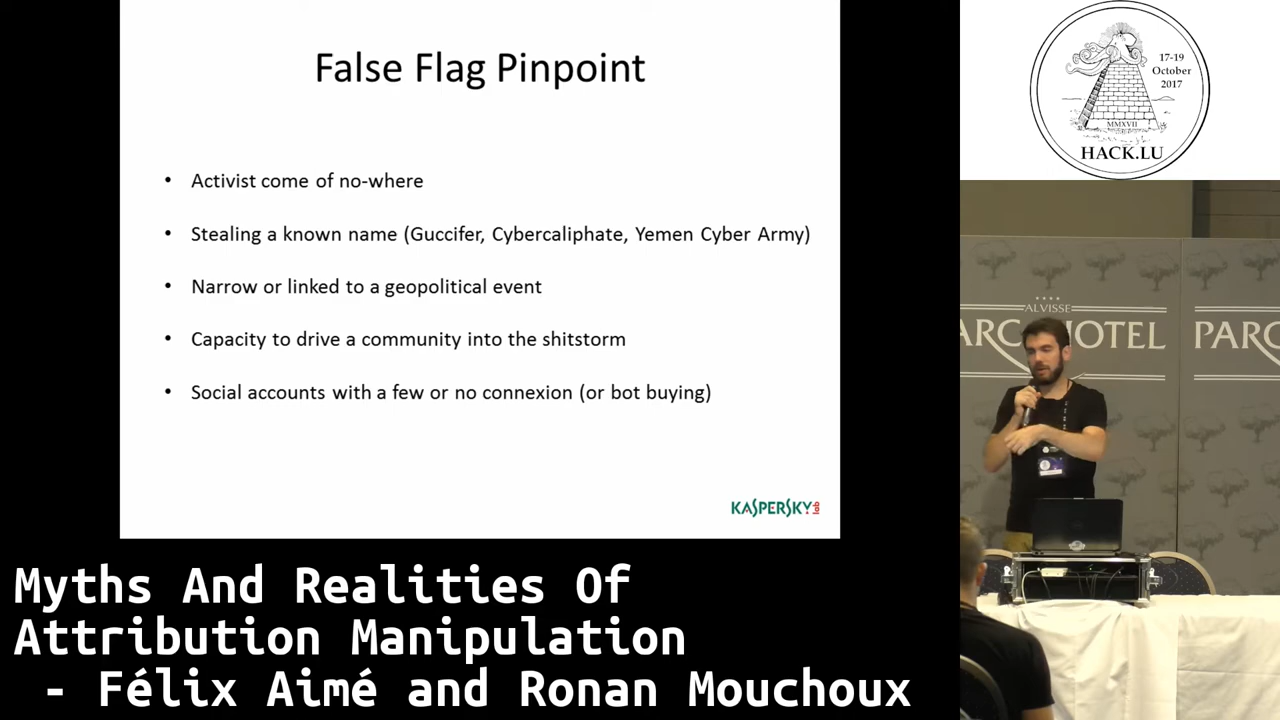 False Flag Pinpoint
• Activist come of no-where
• Stealing a known name (Guccifer, Cybercaliphate, Yemen Cyber Army)
• Narrow or linked to a geopolitical event
• Capacity to drive a community into the shitstorm
• Social accounts with a few or no connexion (or bot buying)
KASPERSKY lab
17-19
October
2017
MMXVII
HACK.LU
ALVISSE
PARC HOTEL
PARC
Myths And Realities Of
Attribution Manipulation
- Félix Aimé and Ronan Mouchoux